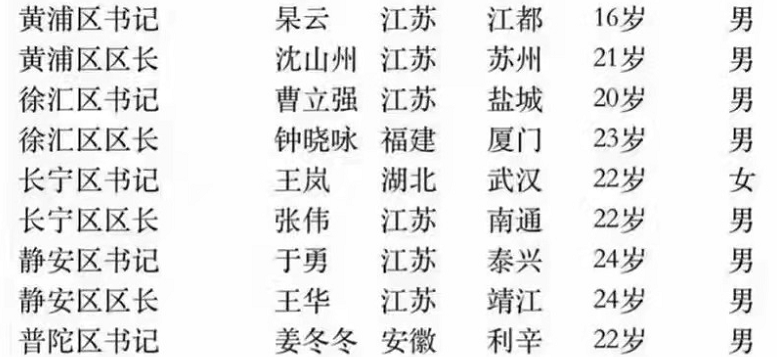 黄浦区书记 杲云 江苏 江都 16岁 男
黄浦区区长 沈山州 江苏 苏州 21岁 男
徐汇区书记 曹立强 江苏 盐城 20岁 男
徐汇区区长 钟晓咏 福建 厦门 23岁 男
长宁区书记 王岚 湖北 武汉 22岁 女
长宁区区长 张伟 江苏 南通 22岁 男
静安区书记 于勇 江苏 泰兴 24岁 男
静安区区长 王华 江苏 靖江 24岁 男
普陀区书记 姜冬冬 安徽 利辛 22岁 男